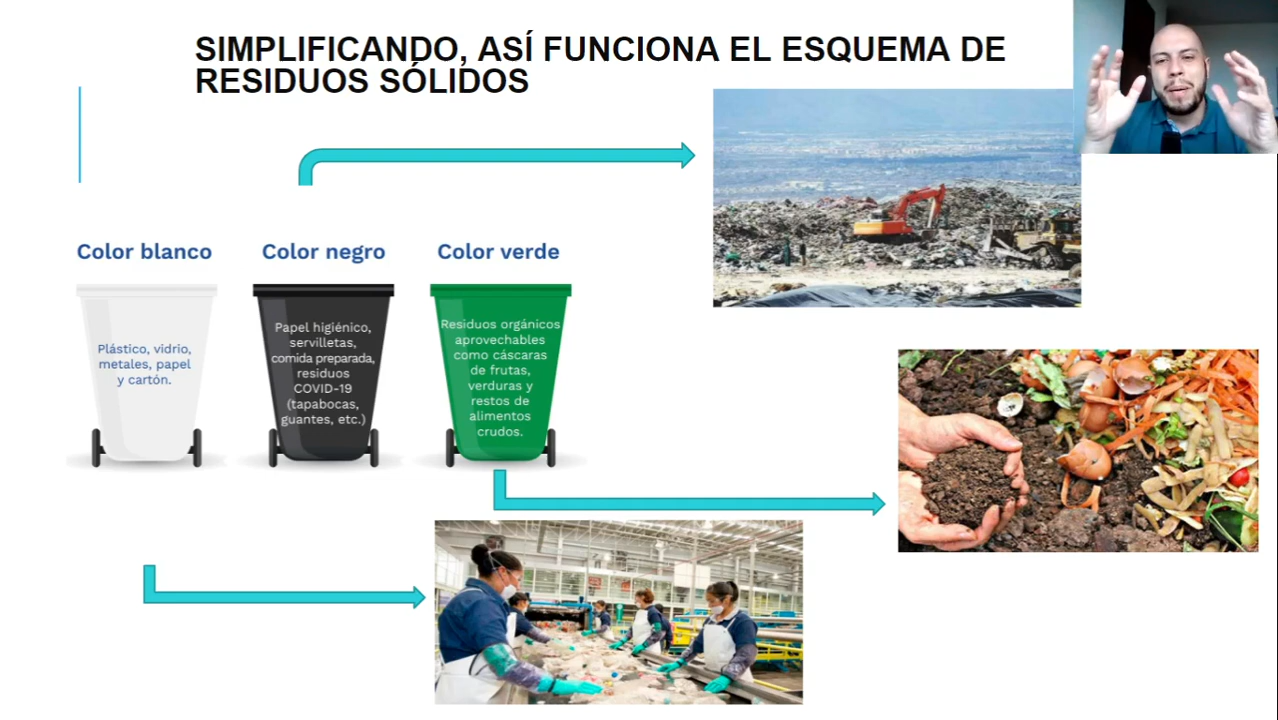 SIMPLIFICANDO, ASÍ FUNCIONA EL ESQUEMA DE
RESIDUOS SÓLIDOS
Color blanco
Plástico, vidrio,
metales, papel
y cartón.
Color negro
Papel higiénico,
servilletas,
comida preparada,
residuos
COVID-19
(tapabocas,
guantes, etc.)
Color verde
Residuos orgánicos
aprovechables
como cáscaras
de frutas,
verduras y
restos de
alimentos
crudos.